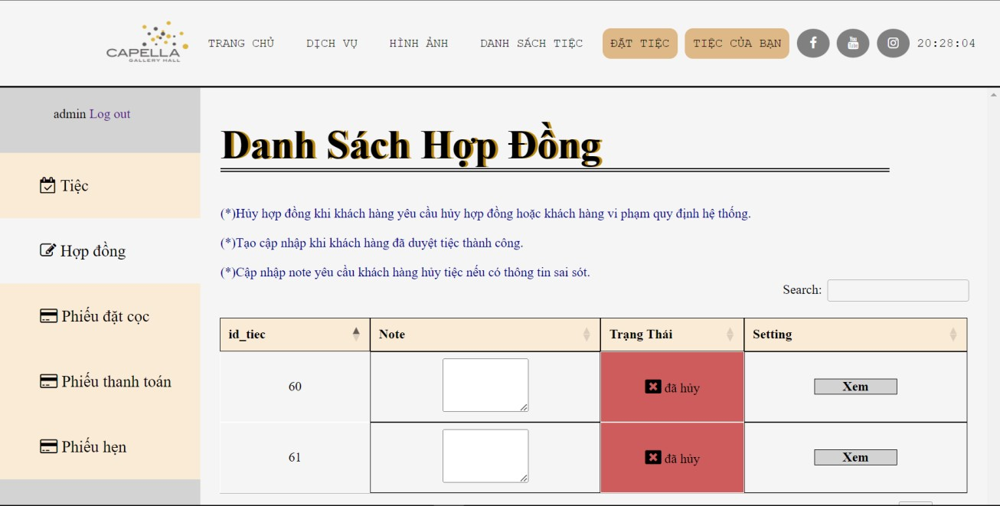 CAPELLA
GALLERY HALL
TRANG CHỦ DỊCH VỤ HÌNH ẢNH DANH SÁCH TIỆC ĐẶT TIỆC TIỆC CỦA BẠN You Tube 20:28:04
admin Log out
Tiệc
Hợp đồng
Phiếu đặt cọc
Phiếu thanh toán
Phiếu hẹn
Danh Sách Hợp Đồng
(*)Hủy hợp đồng khi khách hàng yêu cầu hủy hợp đồng hoặc khách hàng vi phạm quy định hệ thống.
(*)Tạo cập nhập khi khách hàng đã duyệt tiệc thành công.
(*)Cập nhập note yêu cầu khách hàng hủy tiệc nếu có thông tin sai sót.
Search:
id_tiec Note Trạng Thái Setting
60 đã hủy Xem
61 đã hủy Xem